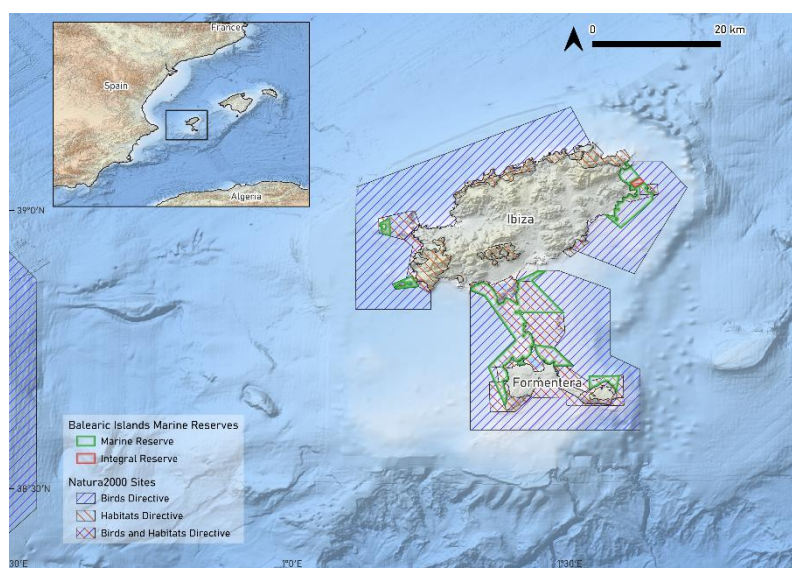 France
Spain
Algeria
0 20 km
39°0'N
Ibiza
Formentera
Balearic Islands Marine Reserves
Marine Reserve
Integral Reserve
Natura2000 Sites
Birds Directive
Habitats Directive
Birds and Habitats Directive
38°30'N
30'E
1°0'E
1°30'E